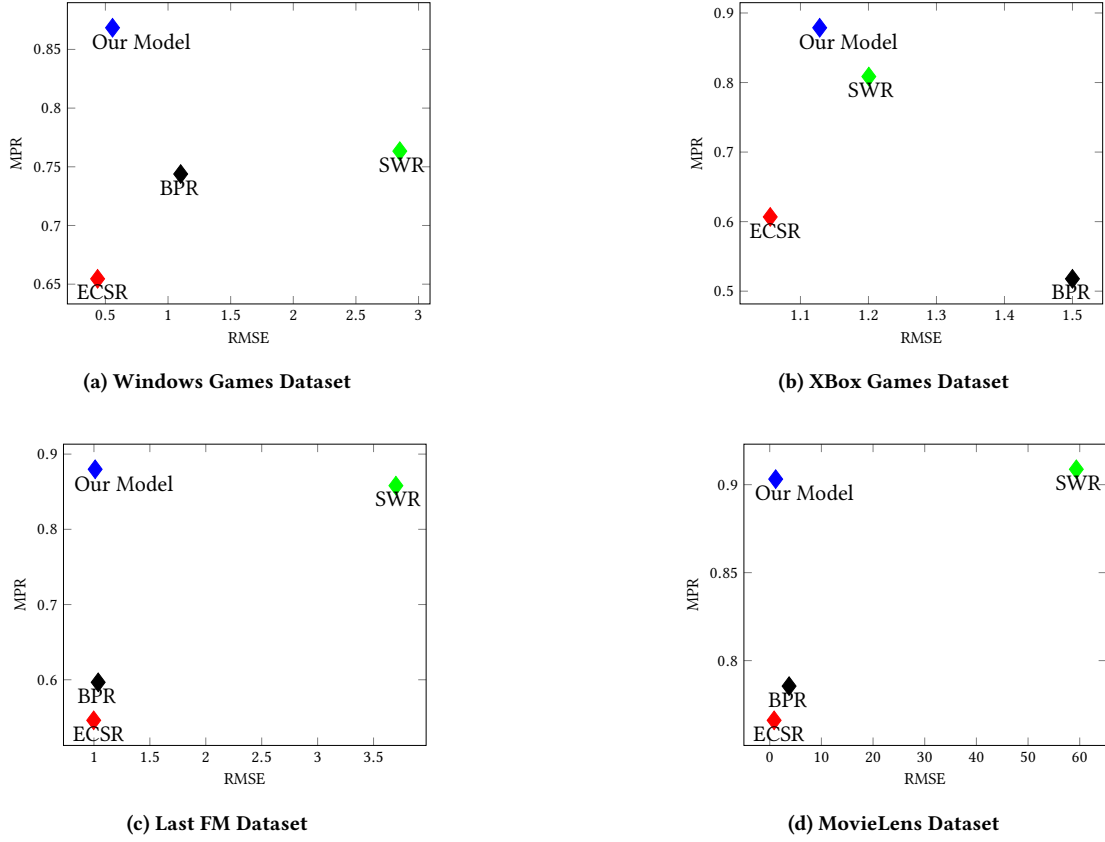 0.85
0.8
0.75
0.7
0.65
MPR
Our Model
SWR
BPR
ECSR
0.5 1 1.5 2 2.5 3
RMSE
(a) Windows Games Dataset
0.9
0.8
0.7
0.6
0.5
MPR
Our Model
SWR
ECSR
BPR
1.1 1.2 1.3 1.4 1.5
RMSE
(b) XBox Games Dataset
0.9
0.8
0.7
0.6
MPR
Our Model
SWR
BPR
ECSR
1 1.5 2 2.5 3 3.5
RMSE
(c) Last FM Dataset
0.9
0.85
0.8
MPR
Our Model
SWR
BPR
ECSR
0 10 20 30 40 50 60
RMSE
(d) MovieLens Dataset